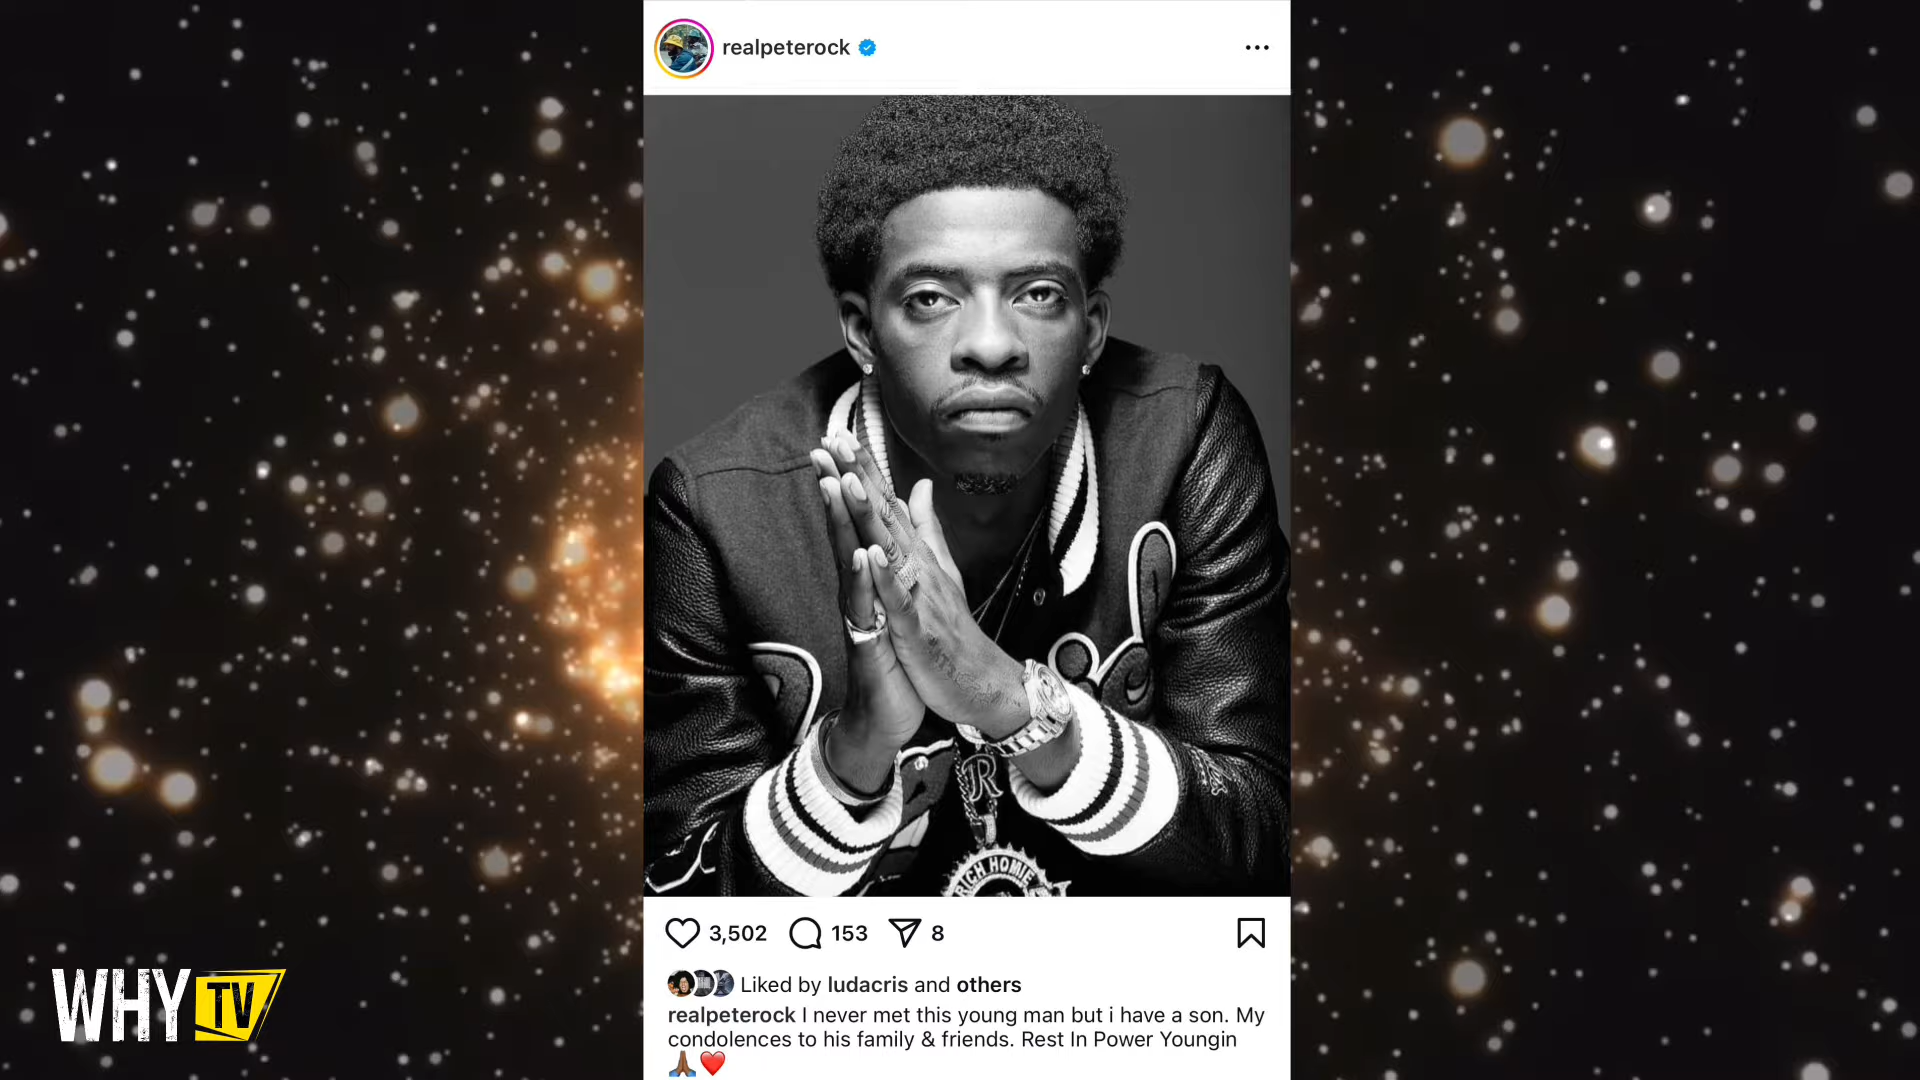 realpeterock
R
RICH HOMIE
3,502
153
8
Liked by ludacris and others
realpeterock I never met this young man but i have a son. My
condolences to his family & friends. Rest In Power Youngin
🙏🏾❤️
WHY TV